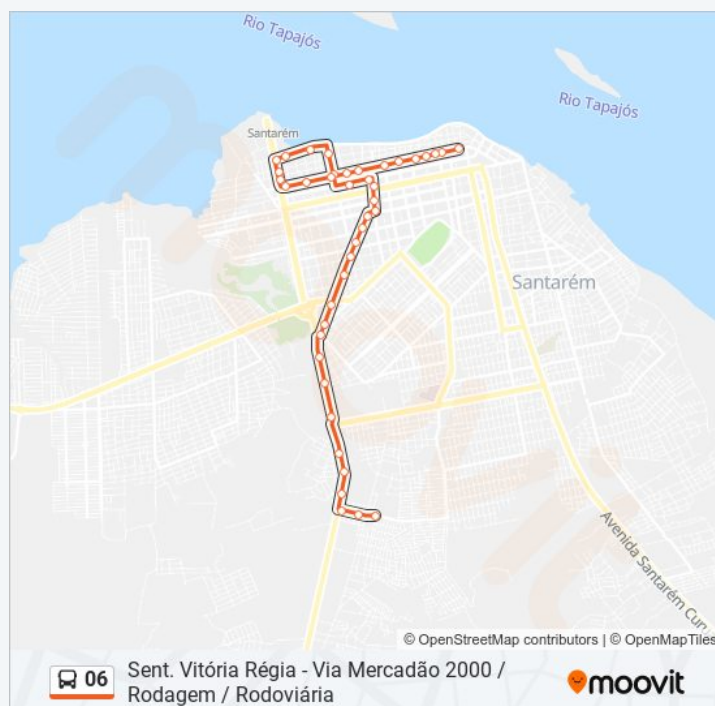 Rio Tapajós
Rio Tapajós
Santarém
Santarém
Avenida Santarém Curu
© OpenStreetMap contributors | © OpenMapTiles
06
Sent. Vitória Régia - Via Mercadão 2000 /
Rodagem / Rodoviária
moovit